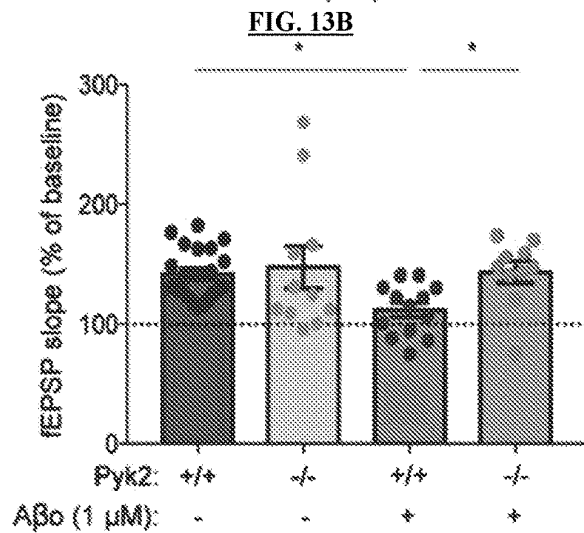 FIG. 13B
* *
fEPSP slope (% of baseline)
300
200
100
0
Pyk2: +/+ -/- +/+ -/-
Aβo (1 μM): - - + +